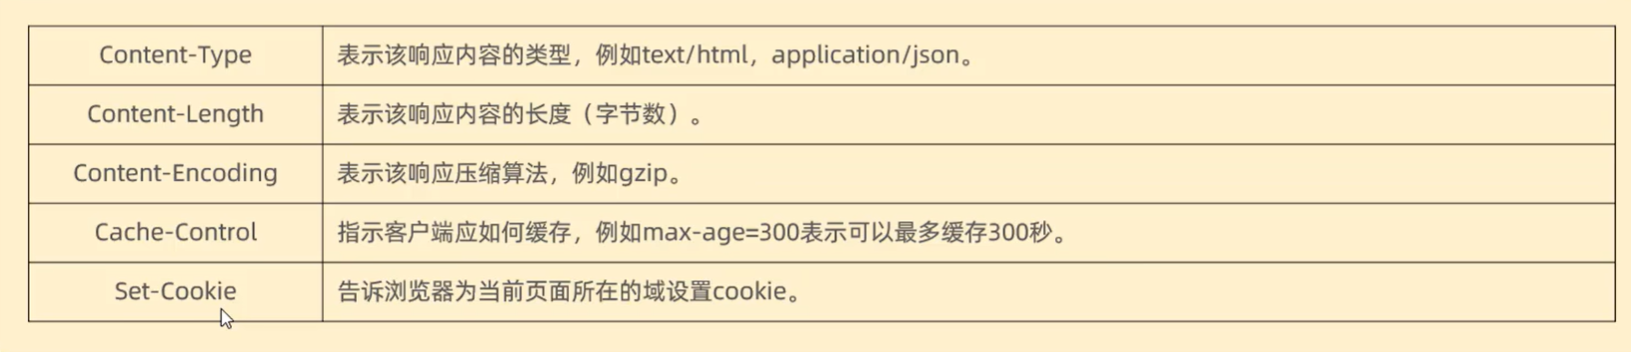 Content-Type 表示该响应内容的类型，例如text/html，application/json。
Content-Length 表示该响应内容的长度（字节数）。
Content-Encoding 表示该响应压缩算法，例如gzip。
Cache-Control 指示客户端应如何缓存，例如max-age=300表示可以最多缓存300秒。
Set-Cookie 告诉浏览器为当前页面所在的域设置cookie。